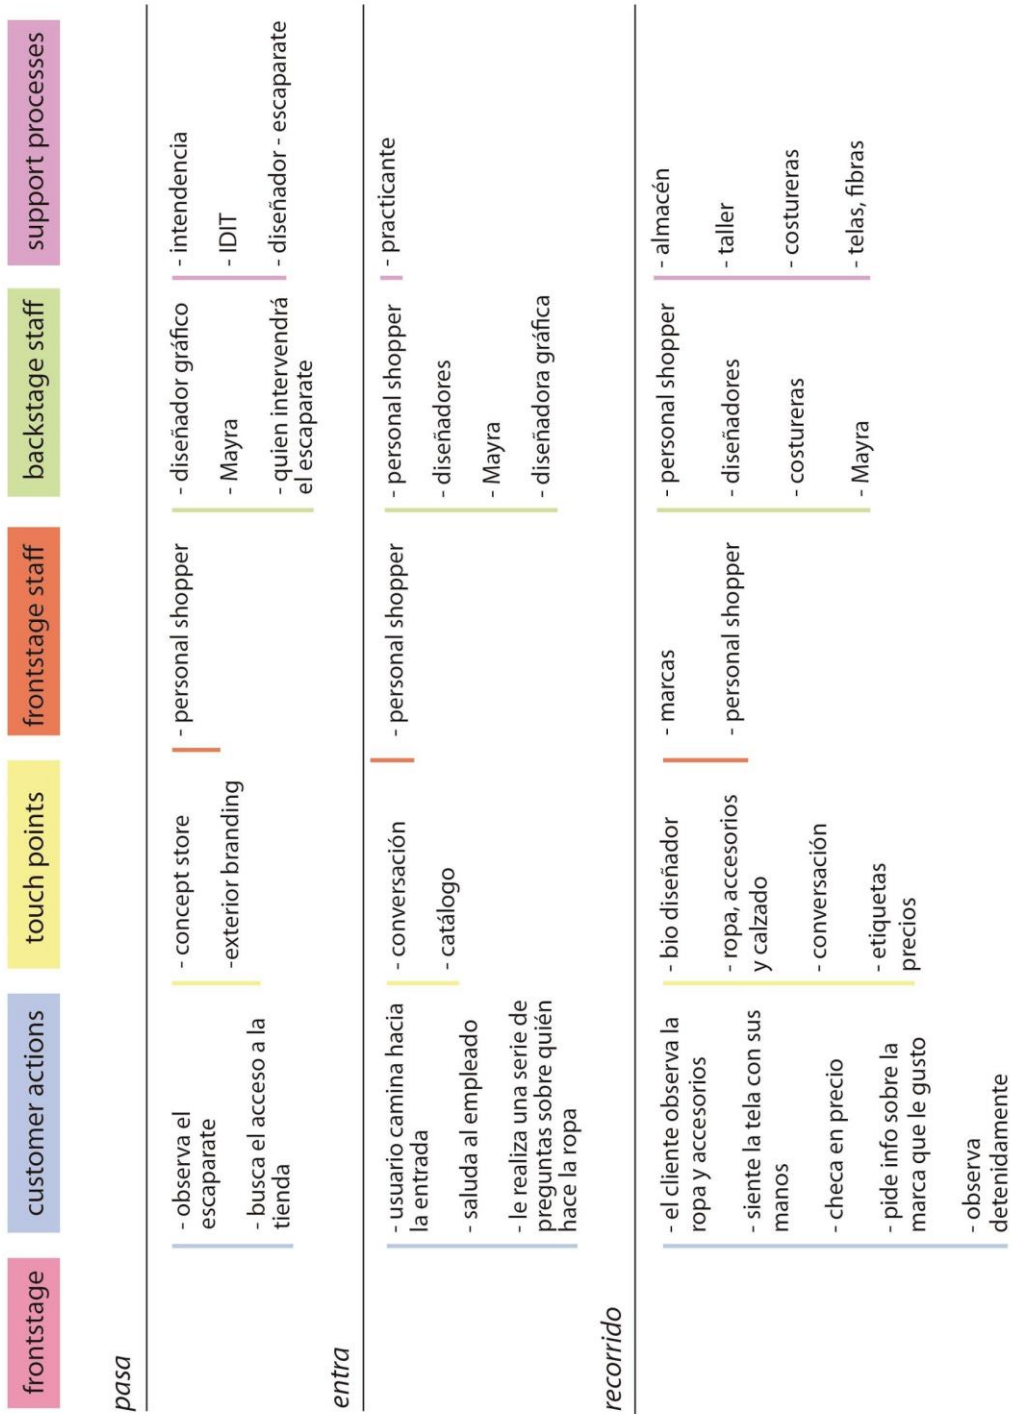 frontstage
customer actions
touch points
frontstage staff
backstage staff
support processes
pasa
- observa el
escaparate
- busca el acceso a la
tienda
- concept store
-exterior branding
- personal shopper
- diseñador gráfico
- Mayra
- quien intervendrá
el escaparate
- intendencia
- IDIT
- diseñador - escaparate
entra
- usuario camina hacia
la entrada
- saluda al empleado
- le realiza una serie de
preguntas sobre quién
hace la ropa
- conversación
- catálogo
- personal shopper
- personal shopper
- diseñadores
- Mayra
- diseñadora gráfica
- practicante
recorrido
- el cliente observa la
ropa y accesorios
- siente la tela con sus
manos
- checa en precio
- pide info sobre la
marca que le gusto
- observa
detenidamente
- bio diseñador
- ropa, accesorios
y calzado
- conversación
- etiquetas
precios
- marcas
- personal shopper
- personal shopper
- diseñadores
- costureras
- Mayra
- almacén
- taller
- costureras
- telas, fibras